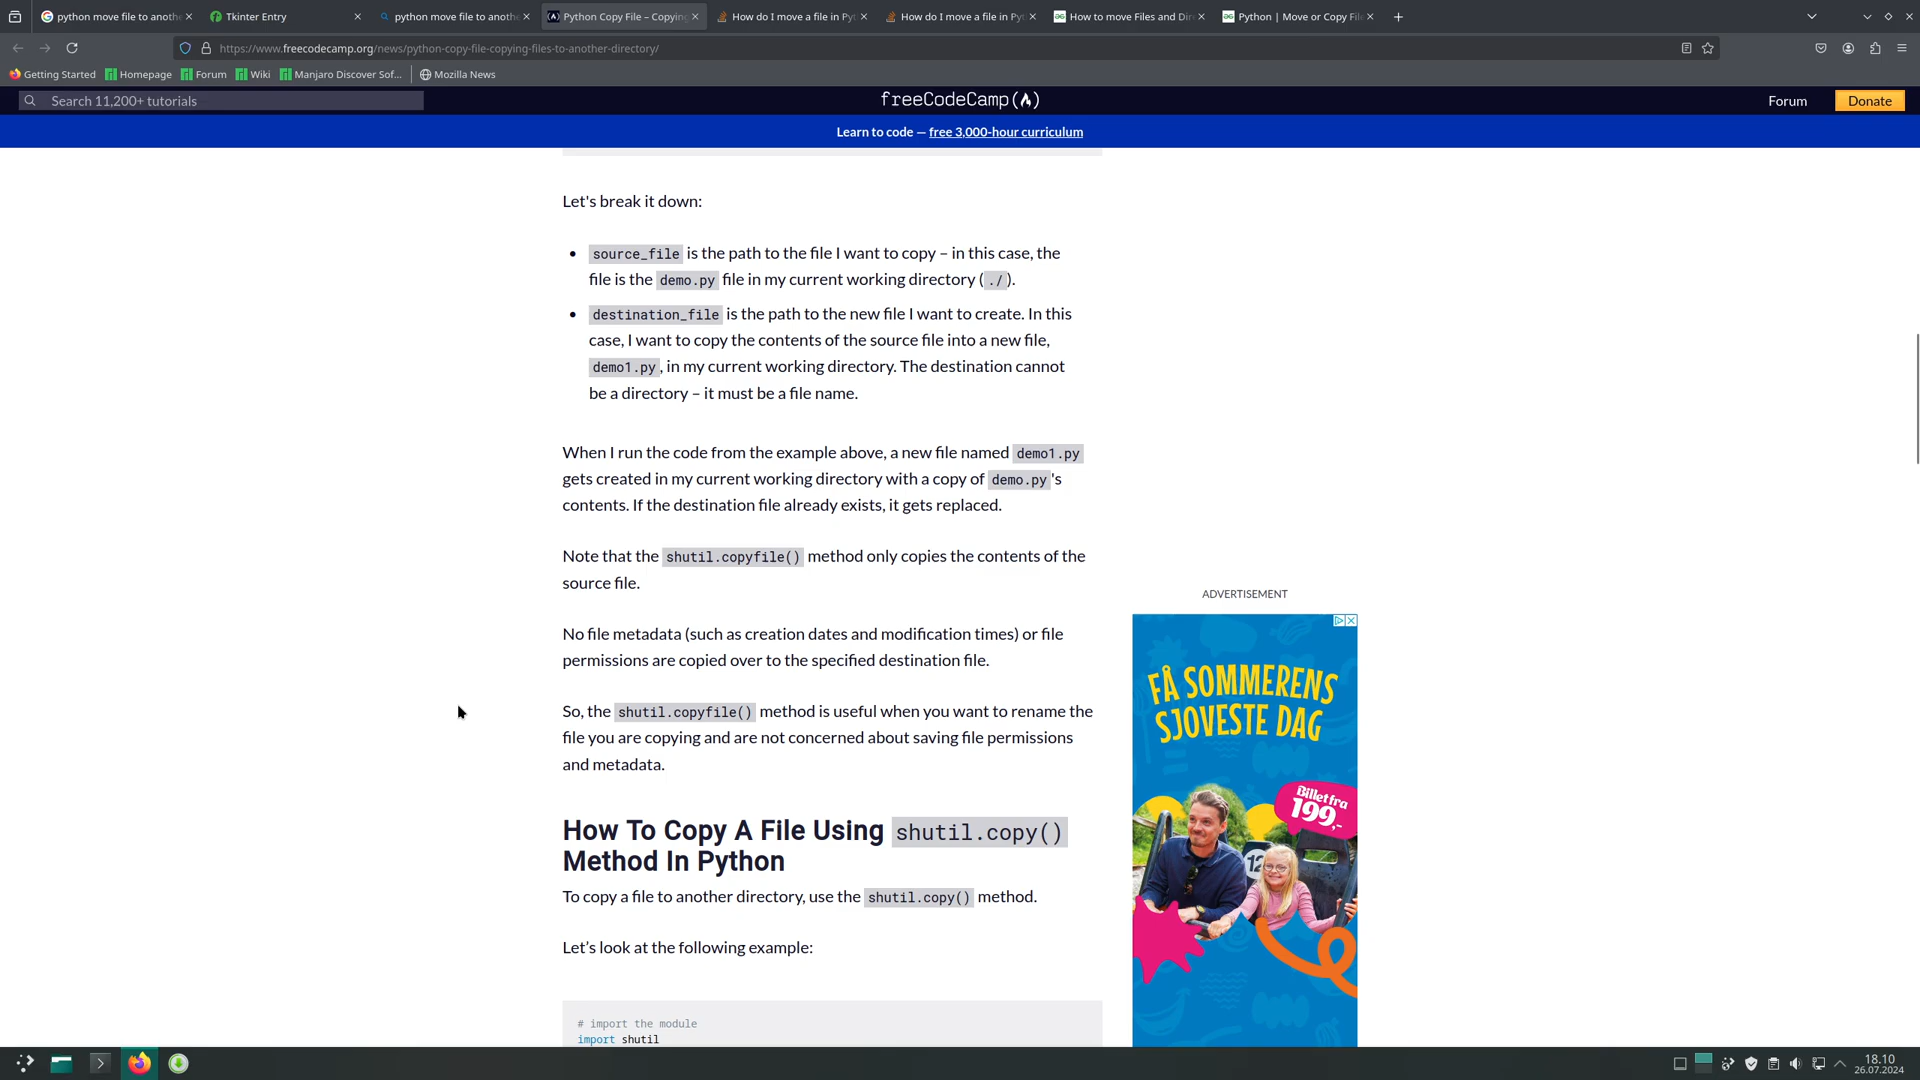 python move file to anothe
Tkinter Entry
python move file to anothe
Python Copy File – Copying
How do I move a file in Pyt
How do I move a file in Pyt
How to move Files and Dire
Python | Move or Copy File
https://www.freecodecamp.org/news/python-copy-file-copying-files-to-another-directory/
Getting Started
Homepage
Forum
Wiki
Manjaro Discover Sof...
Mozilla News
Search 11,200+ tutorials
freeCodeCamp
Forum
Donate
Learn to code — free 3,000-hour curriculum
Let's break it down:
• source_file is the path to the file I want to copy – in this case, the
file is the demo.py file in my current working directory ( ./ ).
• destination_file is the path to the new file I want to create. In this
case, I want to copy the contents of the source file into a new file,
demo1.py, in my current working directory. The destination cannot
be a directory – it must be a file name.
When I run the code from the example above, a new file named demo1.py
gets created in my current working directory with a copy of demo.py's
contents. If the destination file already exists, it gets replaced.
Note that the shutil.copyfile() method only copies the contents of the
source file.
No file metadata (such as creation dates and modification times) or file
permissions are copied over to the specified destination file.
So, the shutil.copyfile() method is useful when you want to rename the
file you are copying and are not concerned about saving file permissions
and metadata.
How To Copy A File Using shutil.copy()
Method In Python
To copy a file to another directory, use the shutil.copy() method.
Let’s look at the following example:
# import the module
import shutil
ADVERTISEMENT
FÅ SOMMERENS
SJOVESTE DAG
Billet fra
199,-
12
18.10
26.07.2024